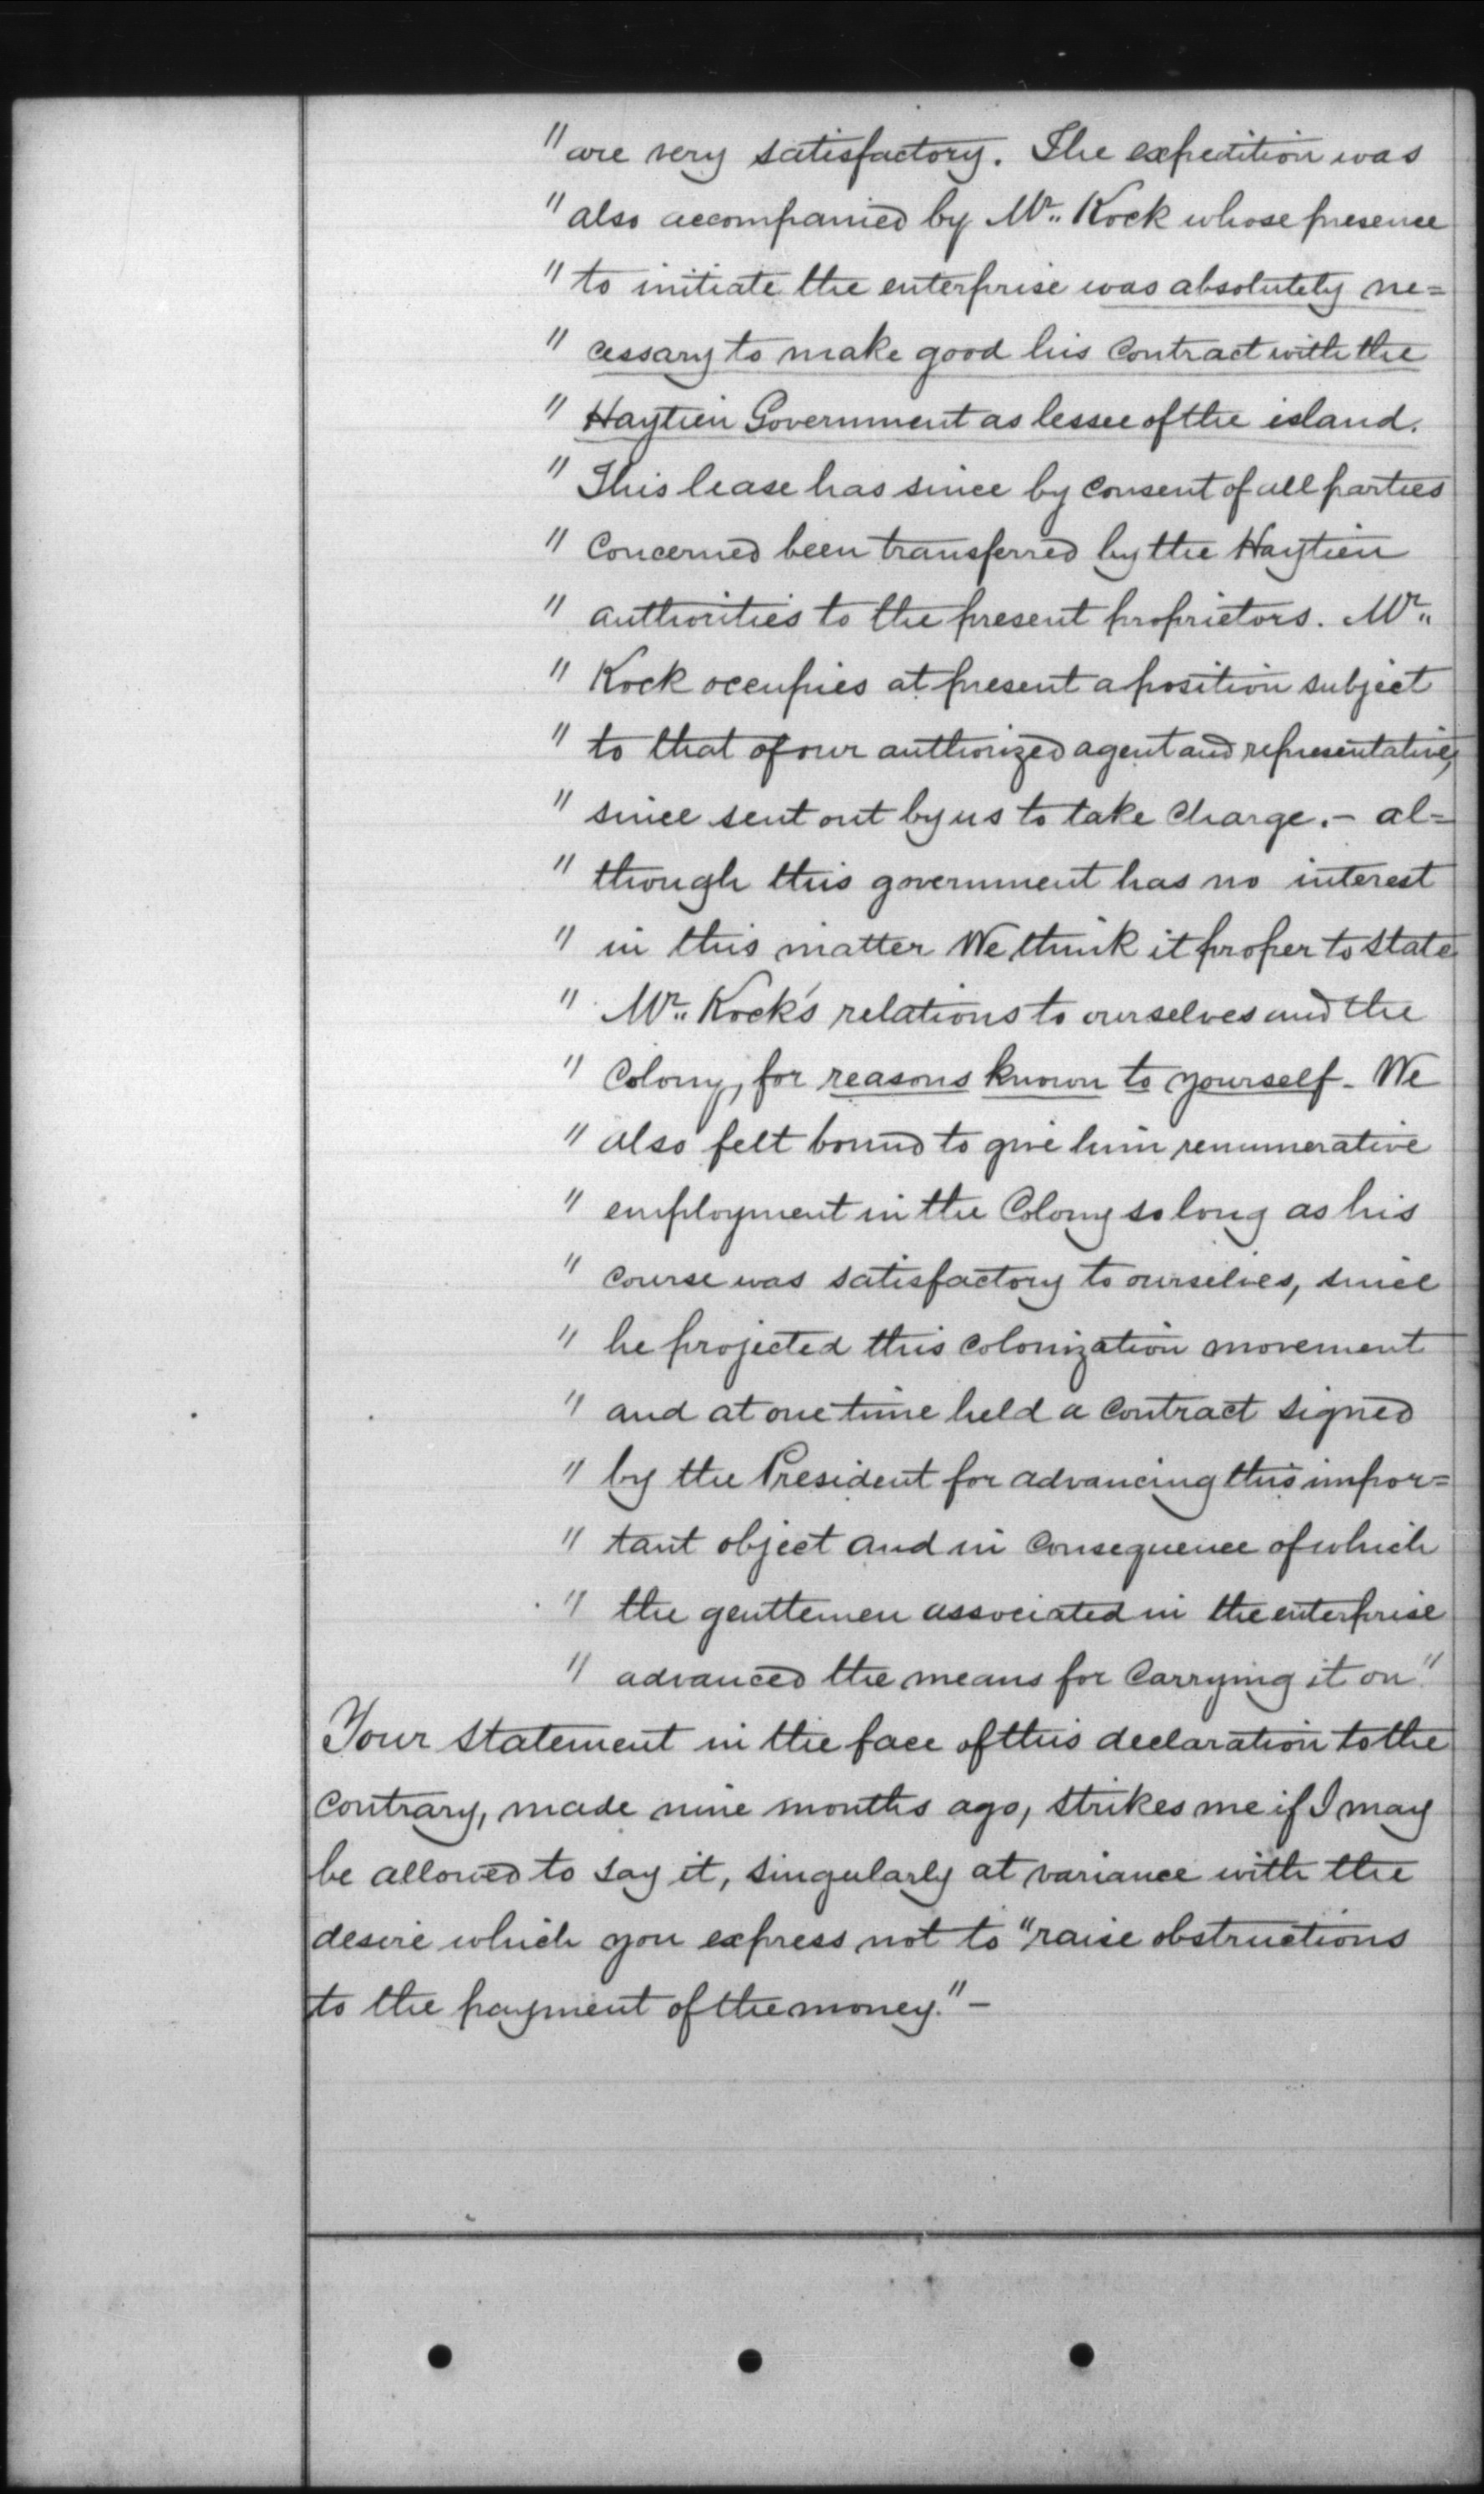 " are very satisfactory. The expedition was
" also accompanied by Mr. Kock whose presence
" to initiate the enterprise was absolutely ne=
" cessary to make good his contract with the
" Haytien Government as lessee of the island.
" This lease has since by consent of all parties
" concerned been transferred by the Haytien
" authorities to the present proprietors. Mr.
" Kock occupies at present a position subject
" to that of our authorized agent and representative,
" since sent out by us to take charge. - al=
" though this government has no interest
" in this matter We think it proper to state
" Mr. Kock's relations to ourselves and the
" Colony, for reasons known to yourself - We
" also felt bound to give him renumerative
" employment in the Colony so long as his
" course was satisfactory to ourselves, since
" he projected this colonization movement
" and at one time held a contract signed
" by the President for advancing this impor=
" tant object and in consequence of which
" the genttemen associated in the enterprise
" advanced the means for carrying it on."
Your statement in the face of this declaration to the
contrary, made nine months ago, strikes me if I may
be allowed to say it, singularly at variance with the
desire which you express not to "raise obstructions
to the payment of the money." -